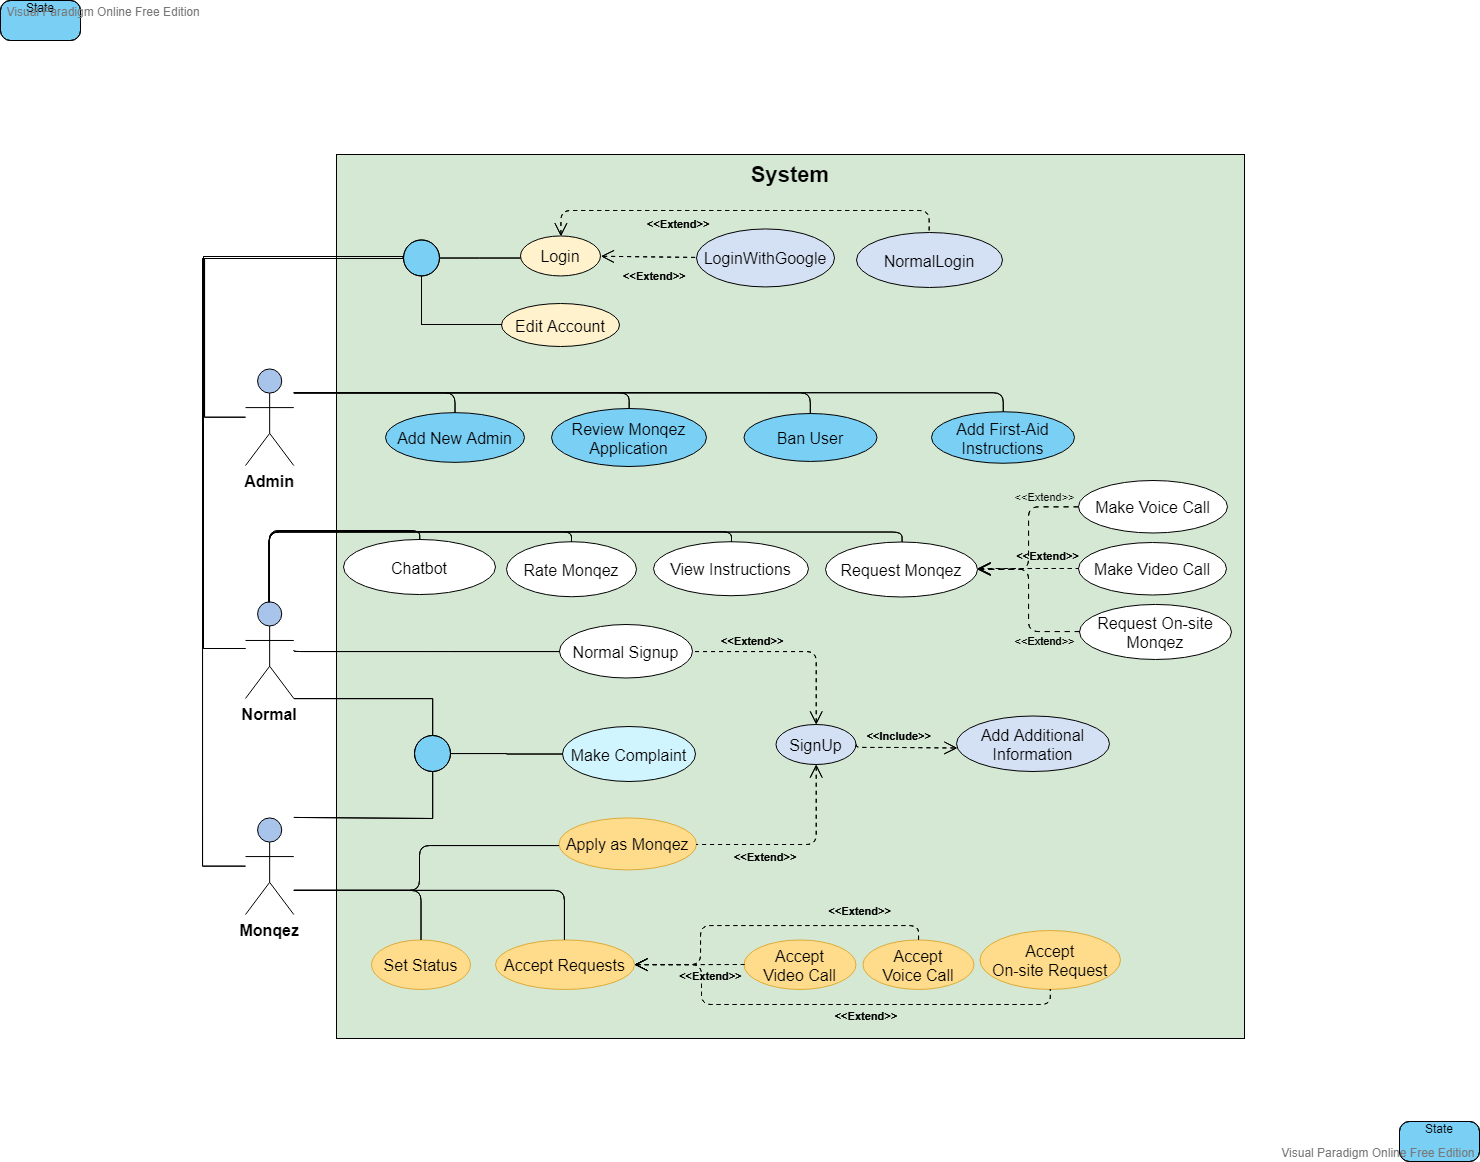 State
Visual Paradigm Online Free Edition
System
<<Extend>>
Login
LoginWithGoogle
NormalLogin
<<Extend>>
Edit Account
Admin
Add New Admin
Review Monqez
Application
Ban User
Add First-Aid
Instructions
<<Extend>>
Make Voice Call
Chatbot
Rate Monqez
View Instructions
Request Monqez
<<Extend>>
Make Video Call
Request On-site
Monqez
<<Extend>>
Normal
Normal Signup
<<Extend>>
SignUp
<<Include>>
Add Additional
Information
Make Complaint
Apply as Monqez
<<Extend>>
Monqez
Set Status
Accept Requests
<<Extend>>
<<Extend>>
Accept
Video Call
Accept
Voice Call
Accept
On-site Request
<<Extend>>
State
Visual Paradigm Online Free Edition